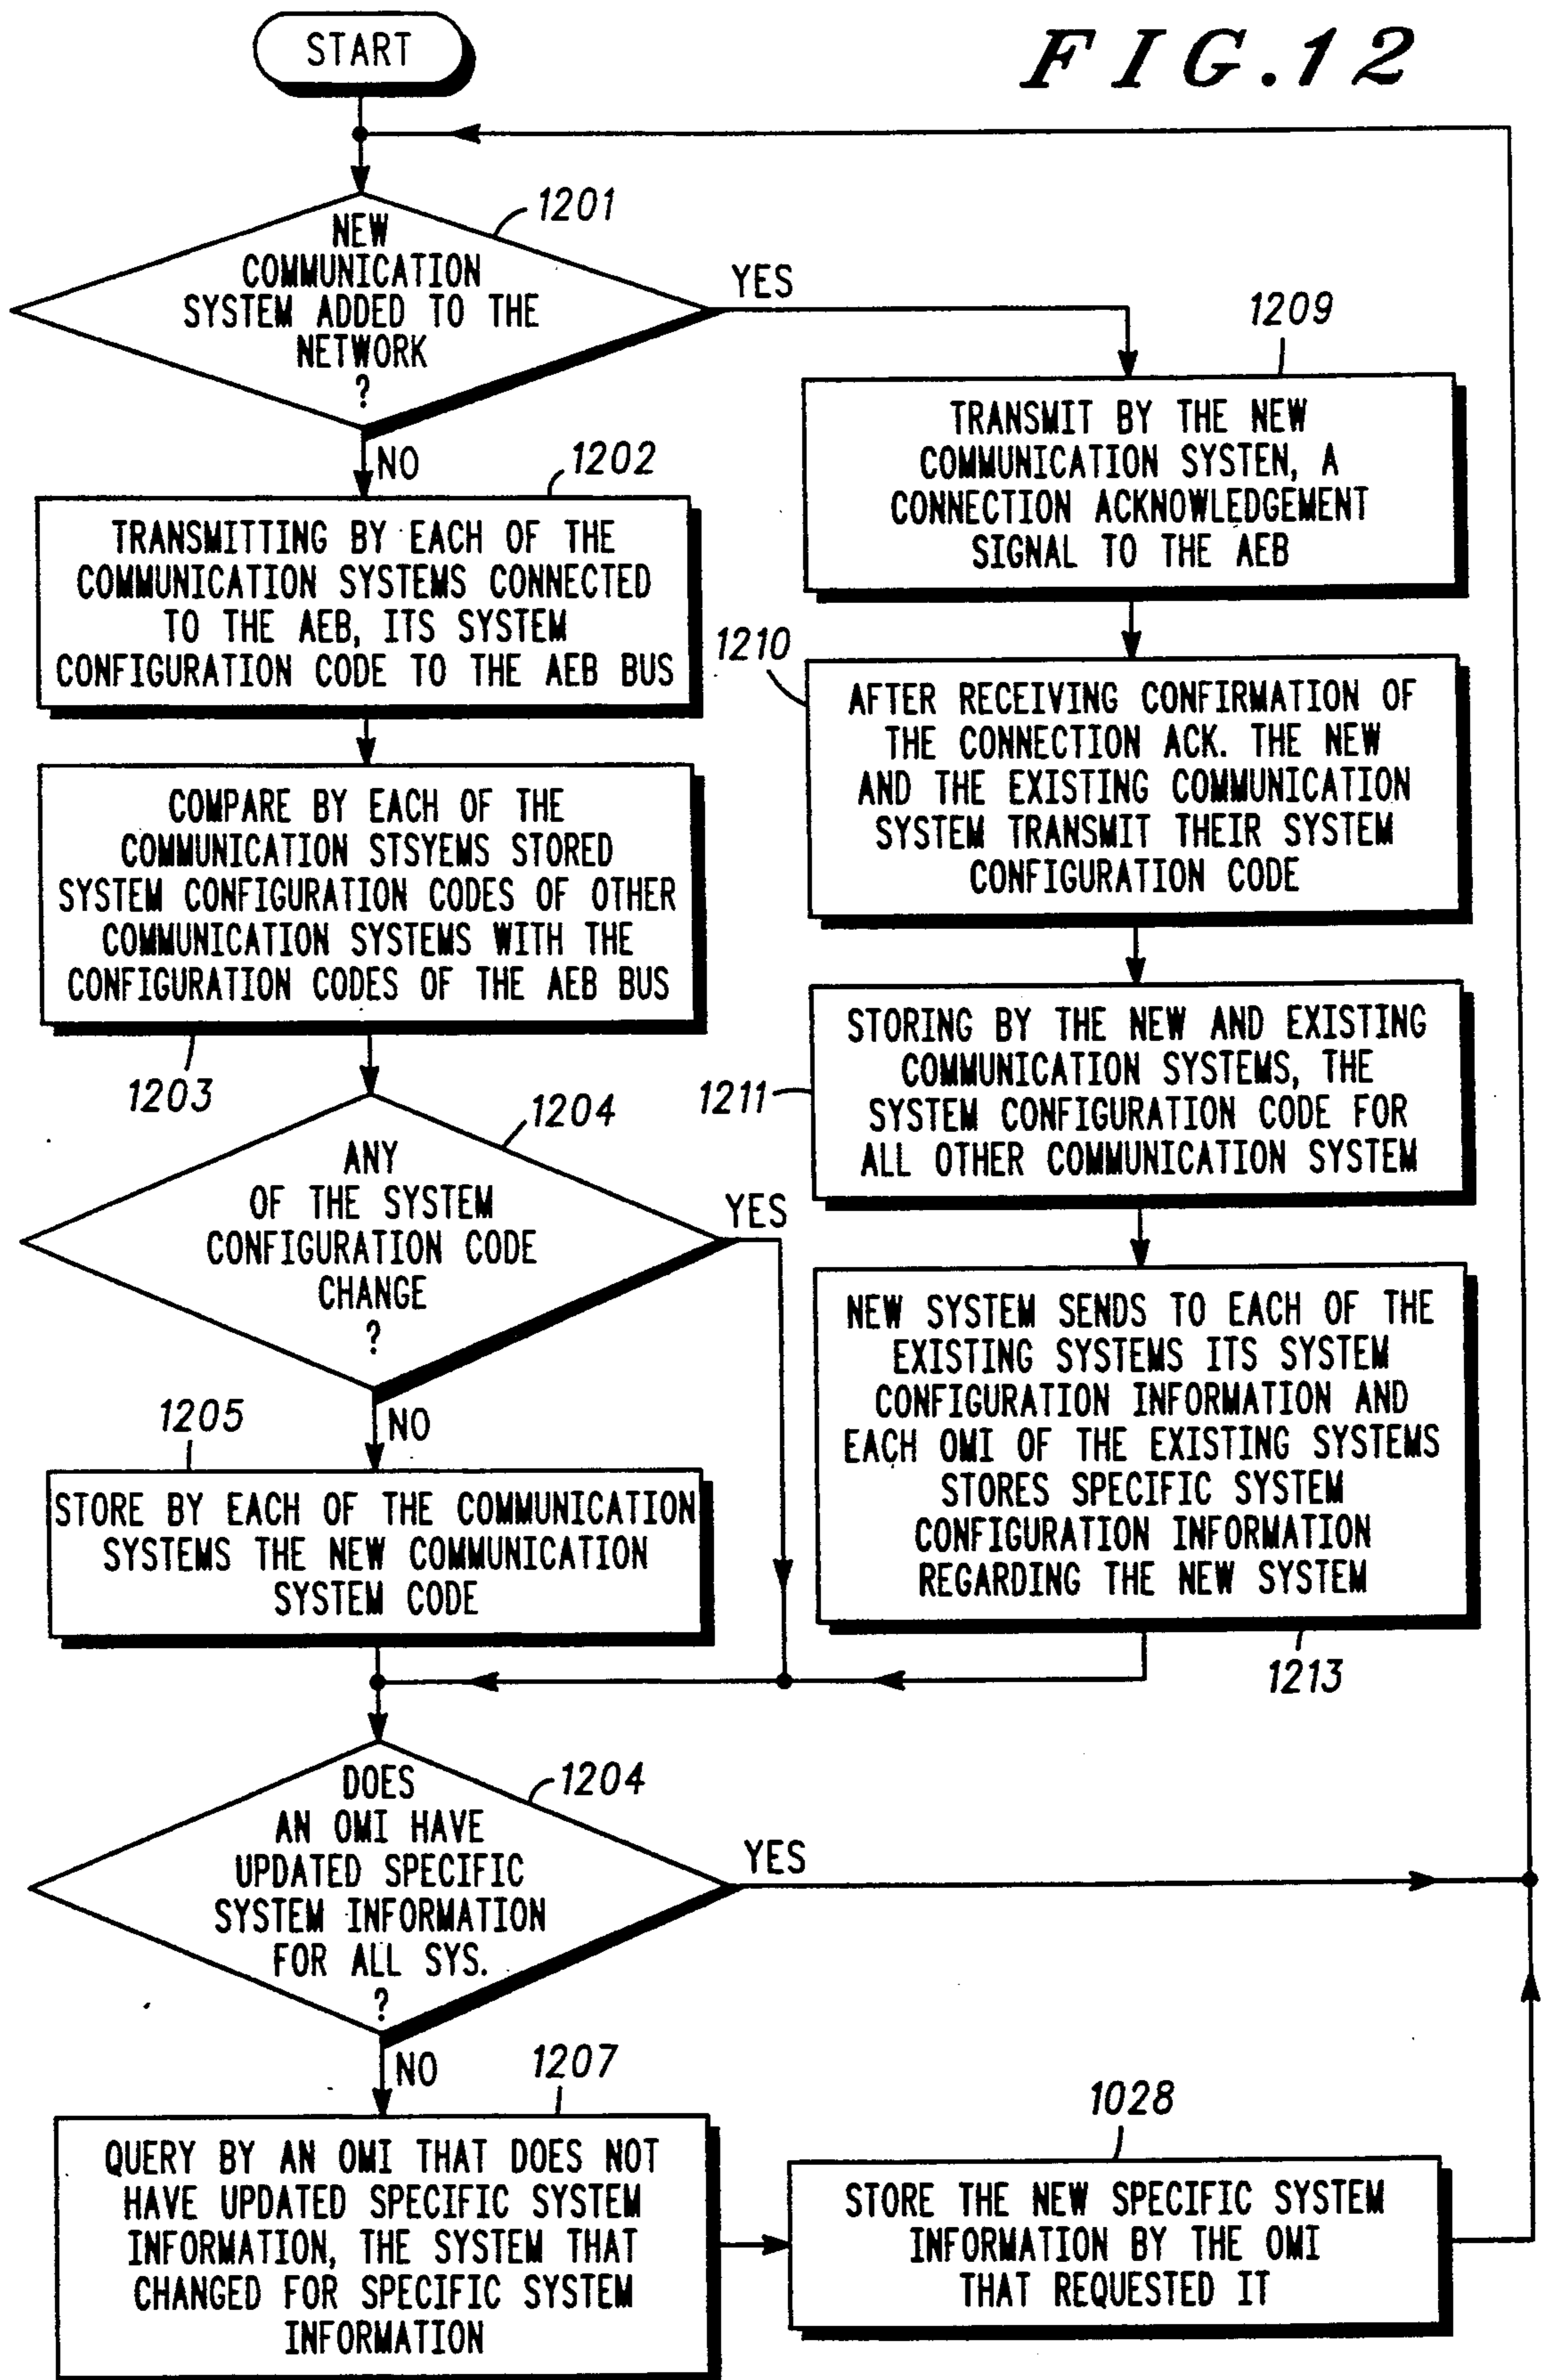 START
FIG.12
1201
NEW
COMMUNICATION
SYSTEM ADDED TO THE
NETWORK
?
YES
NO
1202
TRANSMITTING BY EACH OF THE
COMMUNICATION SYSTEMS CONNECTED
TO THE AEB, ITS SYSTEM
CONFIGURATION CODE TO THE AEB BUS
COMPARE BY EACH OF THE
COMMUNICATION STSYEMS STORED
SYSTEM CONFIGURATION CODES OF OTHER
COMMUNICATION SYSTEMS WITH THE
CONFIGURATION CODES OF THE AEB BUS
1203
1204
ANY
OF THE SYSTEM
CONFIGURATION CODE
CHANGE
?
YES
NO
1205
STORE BY EACH OF THE COMMUNICATION
SYSTEMS THE NEW COMMUNICATION
SYSTEM CODE
1209
TRANSMIT BY THE NEW
COMMUNICATION SYSTEN, A
CONNECTION ACKNOWLEDGEMENT
SIGNAL TO THE AEB
1210
AFTER RECEIVING CONFIRMATION OF
THE CONNECTION ACK. THE NEW
AND THE EXISTING COMMUNICATION
SYSTEM TRANSMIT THEIR SYSTEM
CONFIGURATION CODE
1211
STORING BY THE NEW AND EXISTING
COMMUNICATION SYSTEMS, THE
SYSTEM CONFIGURATION CODE FOR
ALL OTHER COMMUNICATION SYSTEM
NEW SYSTEM SENDS TO EACH OF THE
EXISTING SYSTEMS ITS SYSTEM
CONFIGURATION INFORMATION AND
EACH OMI OF THE EXISTING SYSTEMS
STORES SPECIFIC SYSTEM
CONFIGURATION INFORMATION
REGARDING THE NEW SYSTEM
1213
1204
DOES
AN OMI HAVE
UPDATED SPECIFIC
SYSTEM INFORMATION
FOR ALL SYS.
?
YES
NO
1207
QUERY BY AN OMI THAT DOES NOT
HAVE UPDATED SPECIFIC SYSTEM
INFORMATION, THE SYSTEM THAT
CHANGED FOR SPECIFIC SYSTEM
INFORMATION
1028
STORE THE NEW SPECIFIC SYSTEM
INFORMATION BY THE OMI
THAT REQUESTED IT